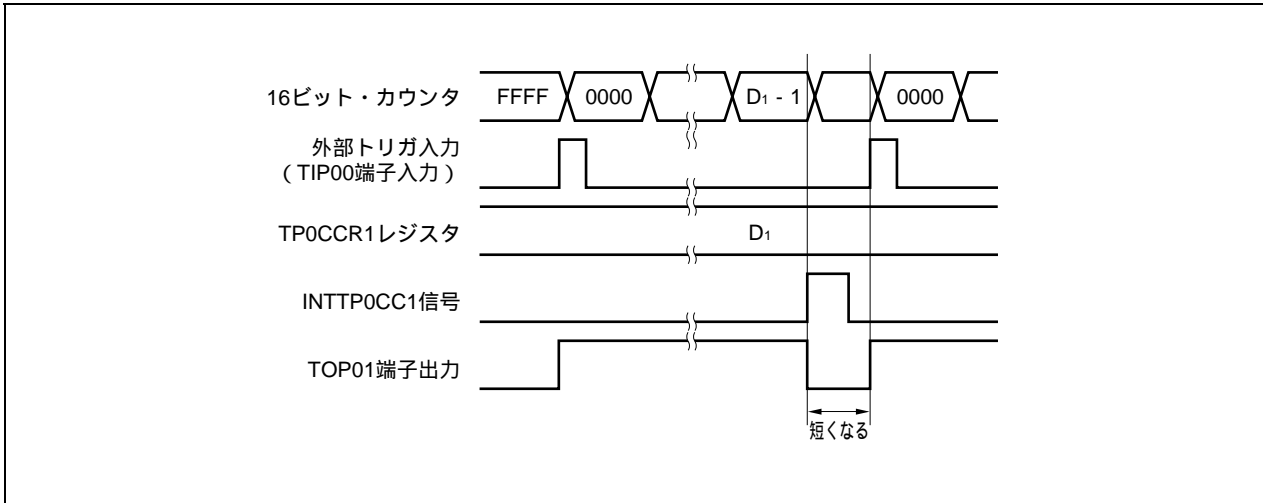 16ビット・カウンタ FFFF 0000 D1 - 1 0000
外部トリガ入力
(TIP00端子入力)
TP0CCR1レジスタ D1
INTTP0CC1信号
TOP01端子出力
短くなる